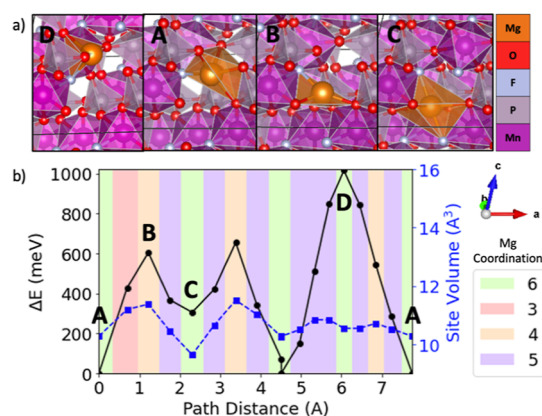 a)
D
A
B
C
Mg
O
F
P
Mn
b)
1000
800
600
400
200
0
ΔE (meV)
A
B
C
D
A
16
14
12
11
10
Site Volume (A³)
0
1
2
3
4
5
6
7
Path Distance (A)
c
b
a
Mg
Coordination
6
3
4
5